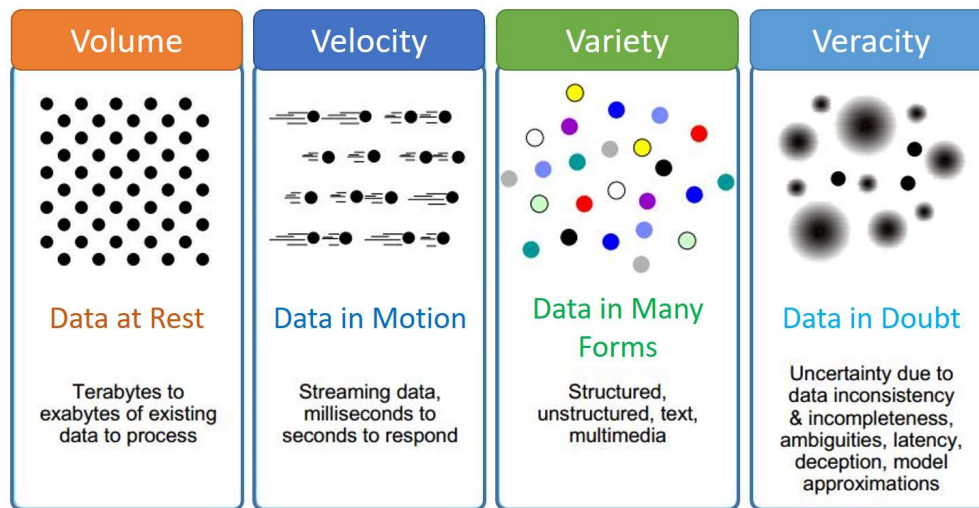 Volume
Data at Rest
Terabytes to
exabytes of existing
data to process
Velocity
Data in Motion
Streaming data,
milliseconds to
seconds to respond
Variety
Data in Many
Forms
Structured,
unstructured, text,
multimedia
Veracity
Data in Doubt
Uncertainty due to
data inconsistency
& incompleteness,
ambiguities, latency,
deception, model
approximations